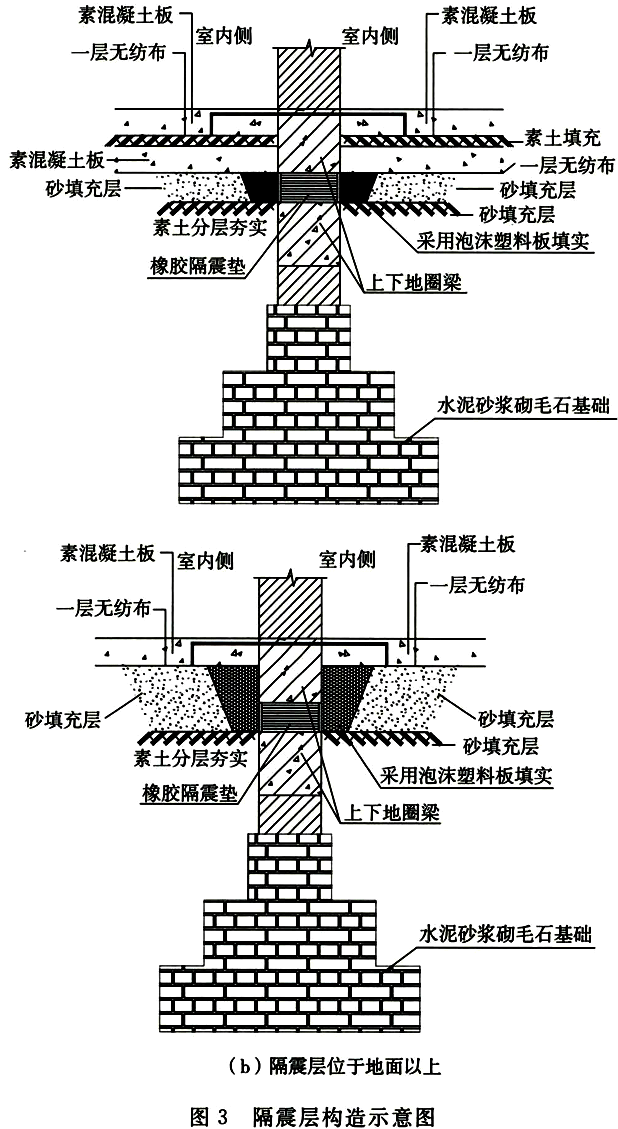 素混凝土板
室内侧
室内侧
素混凝土板
一层无纺布
一层无纺布
素土填充
素混凝土板
一层无纺布
砂填充层
砂填充层
素土分层夯实
砂填充层
采用泡沫塑料板填实
橡胶隔震垫
上下地圈梁
水泥砂浆砌毛石基础
素混凝土板
室内侧
室内侧
素混凝土板
一层无纺布
一层无纺布
砂填充层
砂填充层
素土分层夯实
砂填充层
采用泡沫塑料板填实
橡胶隔震垫
上下地圈梁
水泥砂浆砌毛石基础
(b) 隔震层位于地面以上
图 3 隔震层构造示意图